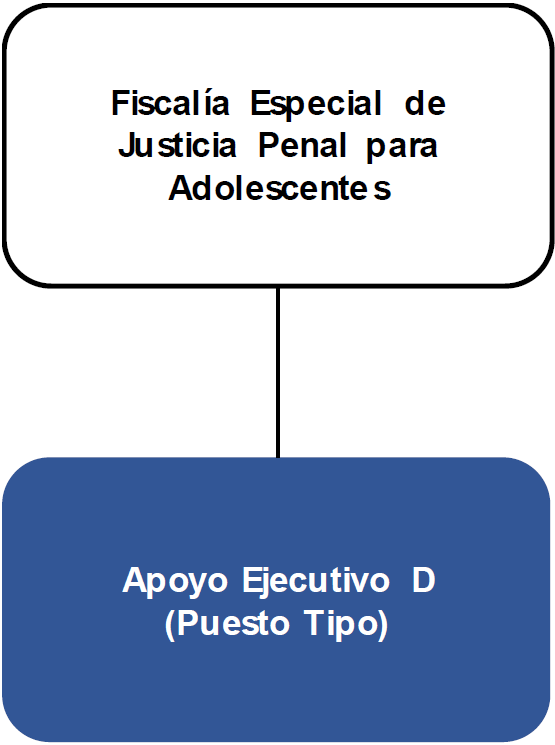 Fiscalía Especial de
Justicia Penal para
Adolescentes
Apoyo Ejecutivo D
(Puesto Tipo)